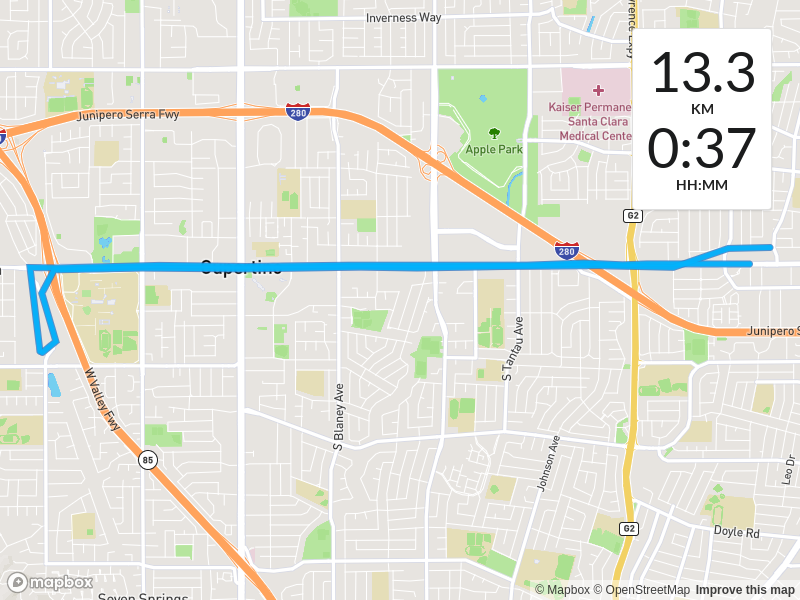 Inverness Way
13.3
KM
0:37
HH:MM
Junipero Serra Fwy
280
Kaiser Permane
Santa Clara
Medical Cente
Apple Park
G2
280
Cupertino
Junipero S
S Tantau Ave
W Valley Fwy
S Blaney Ave
85
Johnson Ave
Leo Dr
G2
Doyle Rd
mapbox
Seven Springs
© Mapbox © OpenStreetMap Improve this map